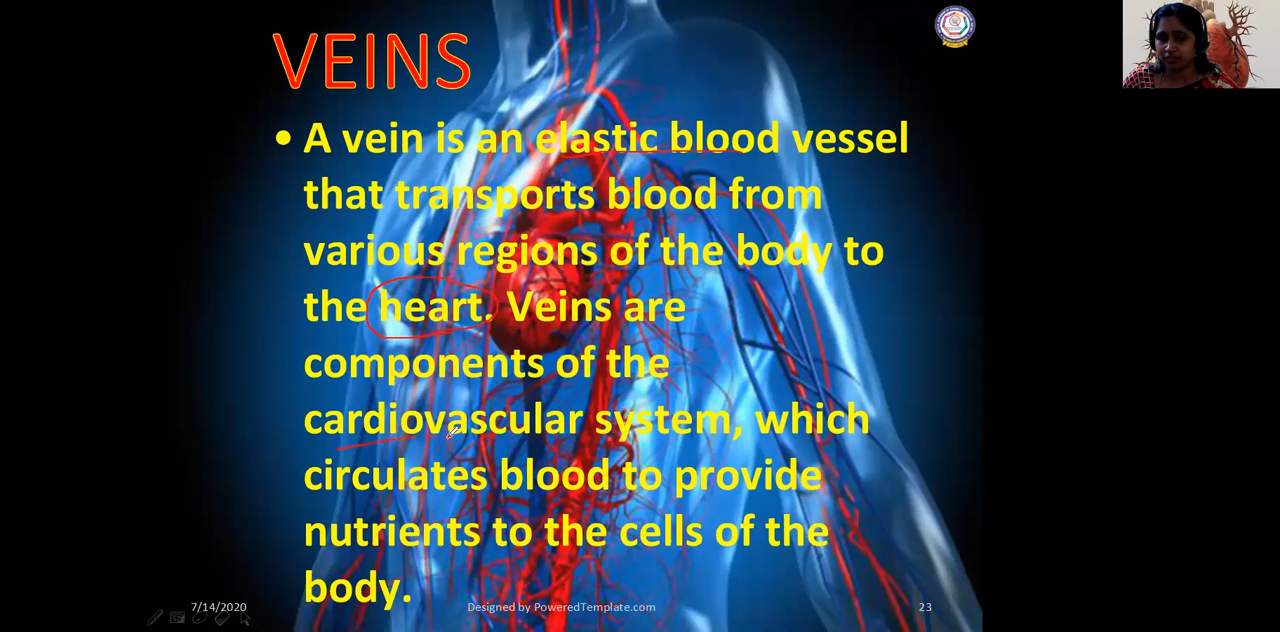 VEINS
• A vein is an elastic blood vessel
that transports blood from
various regions of the body to
the heart. Veins are
components of the
cardiovascular system, which
circulates blood to provide
nutrients to the cells of the
body.
7/14/2020
Designed by PoweredTemplate.com
23